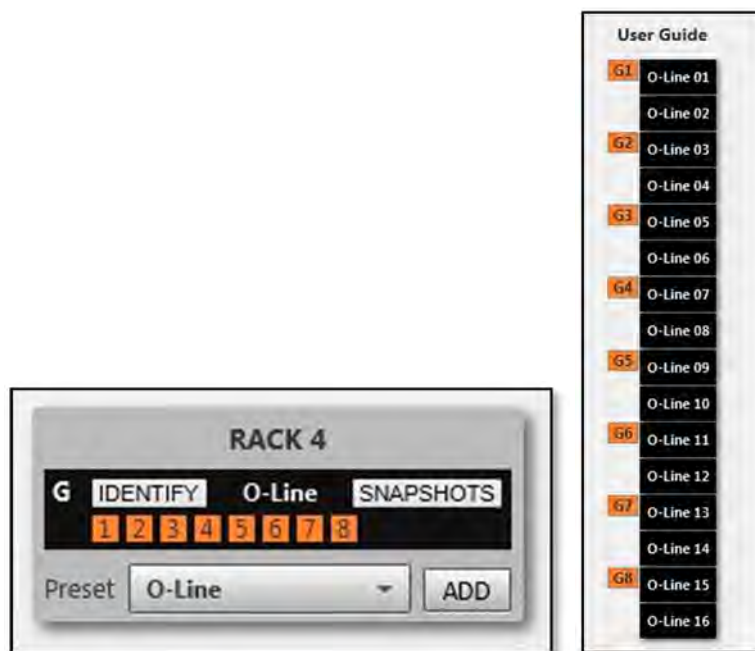 User Guide
G1 O-Line 01
O-Line 02
G2 O-Line 03
O-Line 04
G3 O-Line 05
O-Line 06
G4 O-Line 07
O-Line 08
G5 O-Line 09
O-Line 10
G6 O-Line 11
O-Line 12
G7 O-Line 13
O-Line 14
G8 O-Line 15
O-Line 16
RACK 4
G IDENTIFY O-Line SNAPSHOTS
1 2 3 4 5 6 7 8
Preset O-Line ADD